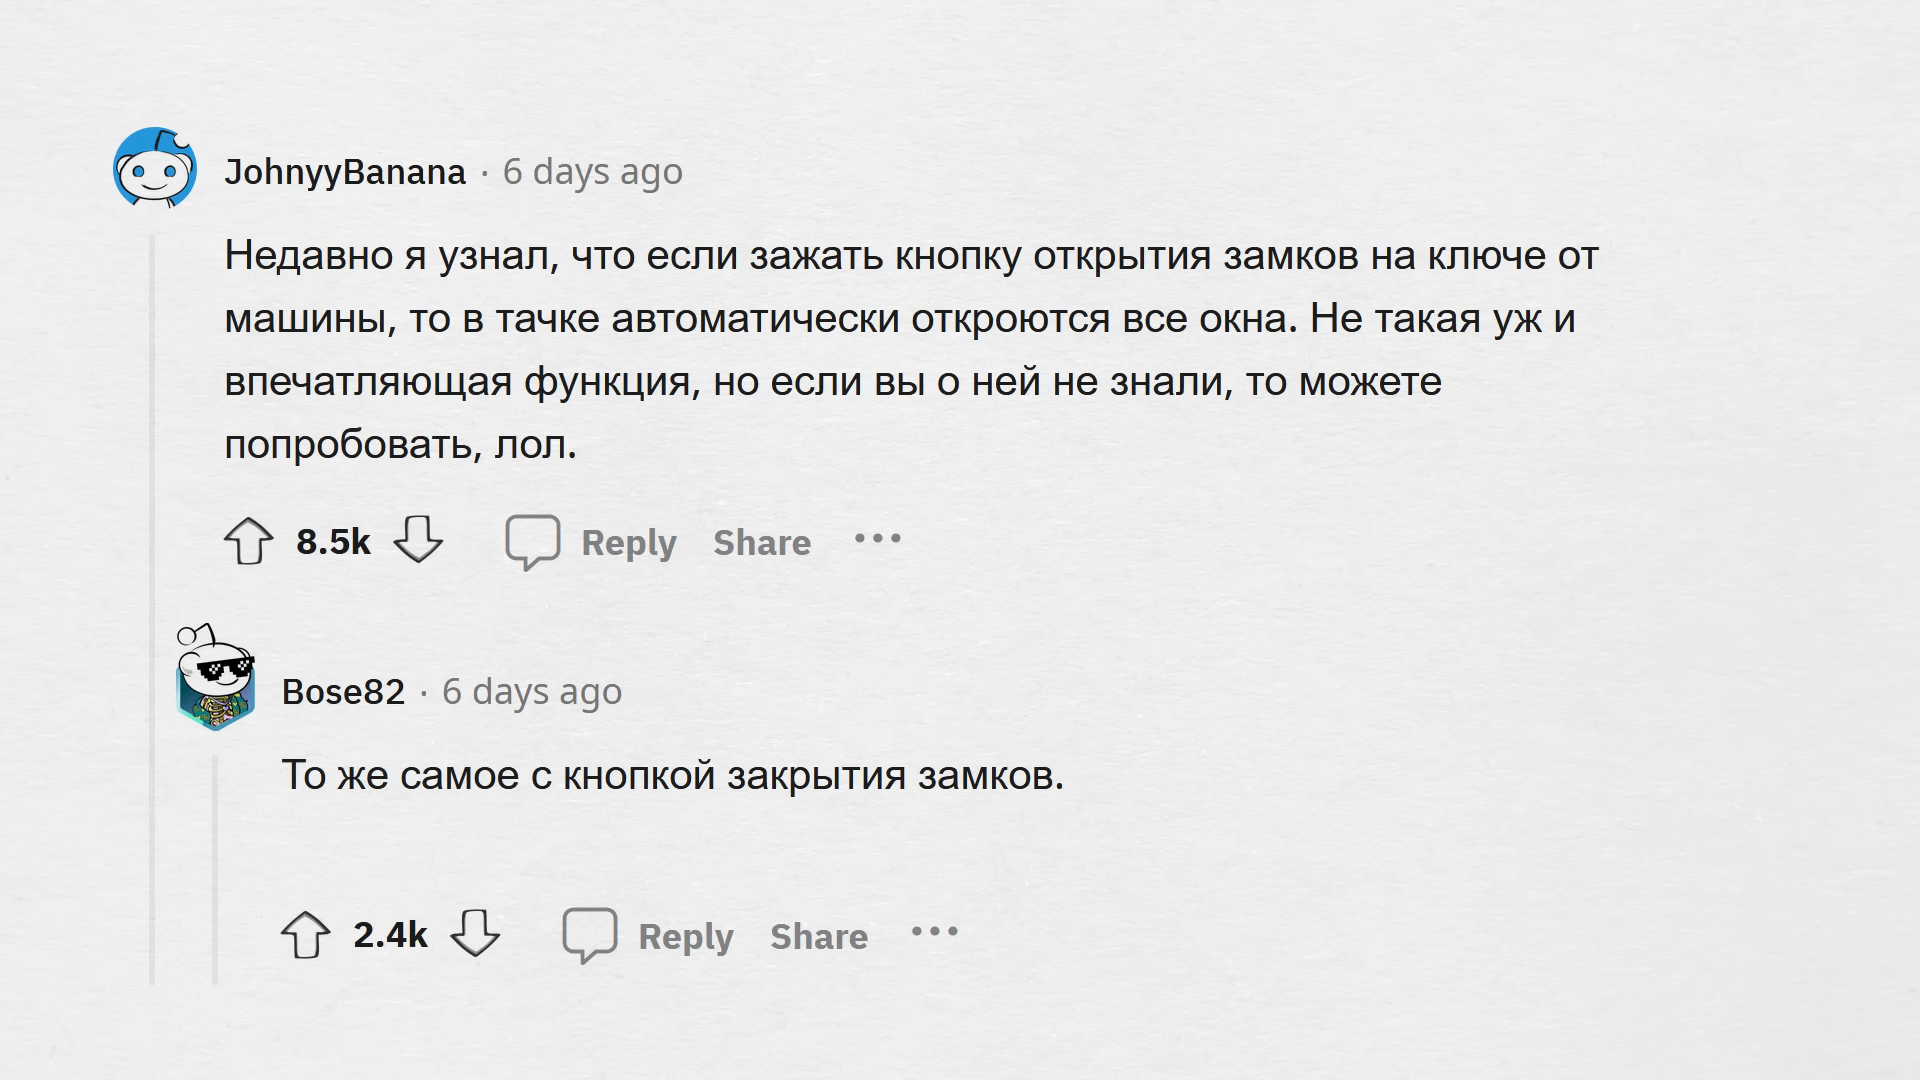 JohnyyBanana · 6 days ago
Недавно я узнал, что если зажать кнопку открытия замков на ключе от
машины, то в тачке автоматически откроются все окна. Не такая уж и
впечатляющая функция, но если вы о ней не знали, то можете
попробовать, лол.
8.5k Reply Share
Bose82 · 6 days ago
То же самое с кнопкой закрытия замков.
2.4k Reply Share